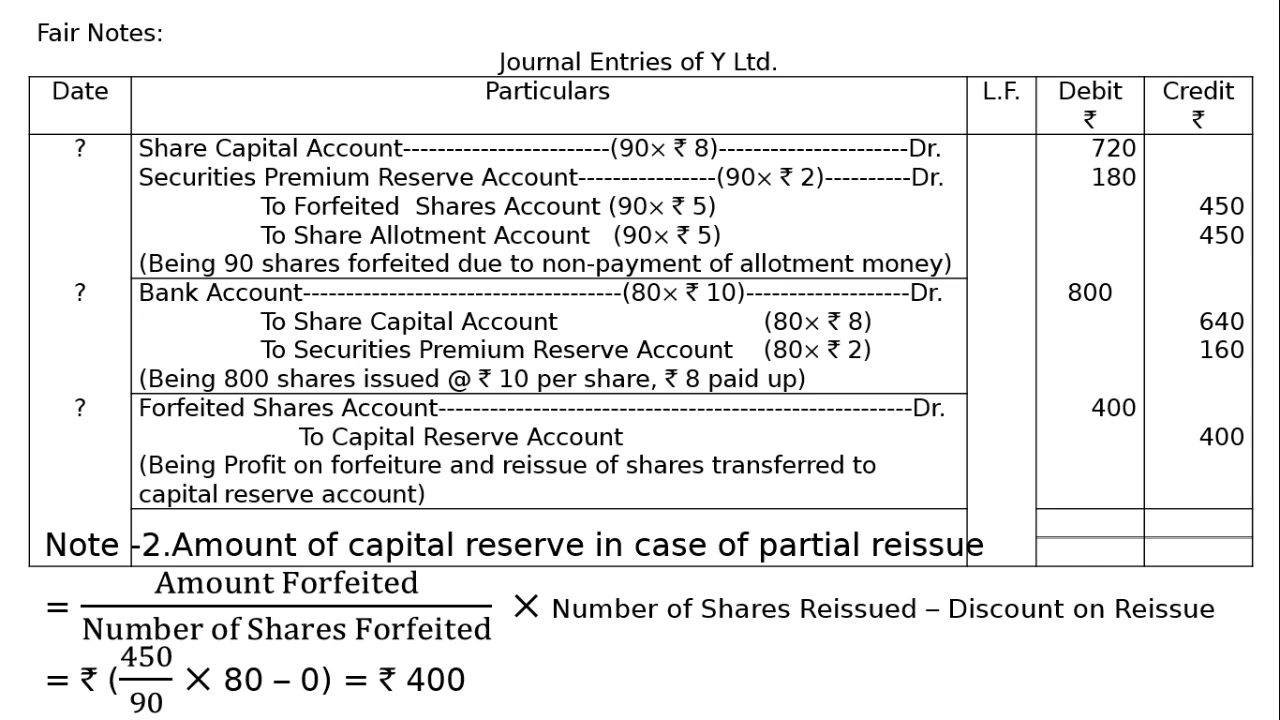 Fair Notes:
Journal Entries of Y Ltd.
Date Particulars L.F. Debit ₹ Credit ₹
? Share Capital Account------------------------(90× ₹ 8)----------------------Dr. 720
Securities Premium Reserve Account----------------(90× ₹ 2)----------Dr. 180
To Forfeited Shares Account (90× ₹ 5) 450
To Share Allotment Account (90× ₹ 5) 450
(Being 90 shares forfeited due to non-payment of allotment money)
? Bank Account-------------------------------------(80× ₹ 10)-------------------Dr. 800
To Share Capital Account (80× ₹ 8) 640
To Securities Premium Reserve Account (80× ₹ 2) 160
(Being 800 shares issued @ ₹ 10 per share, ₹ 8 paid up)
? Forfeited Shares Account-------------------------------------------------------Dr. 400
To Capital Reserve Account 400
(Being Profit on forfeiture and reissue of shares transferred to
capital reserve account)
Note -2.Amount of capital reserve in case of partial reissue
= Amount Forfeited / Number of Shares Forfeited × Number of Shares Reissued – Discount on Reissue
= ₹ (450/90 × 80 – 0) = ₹ 400